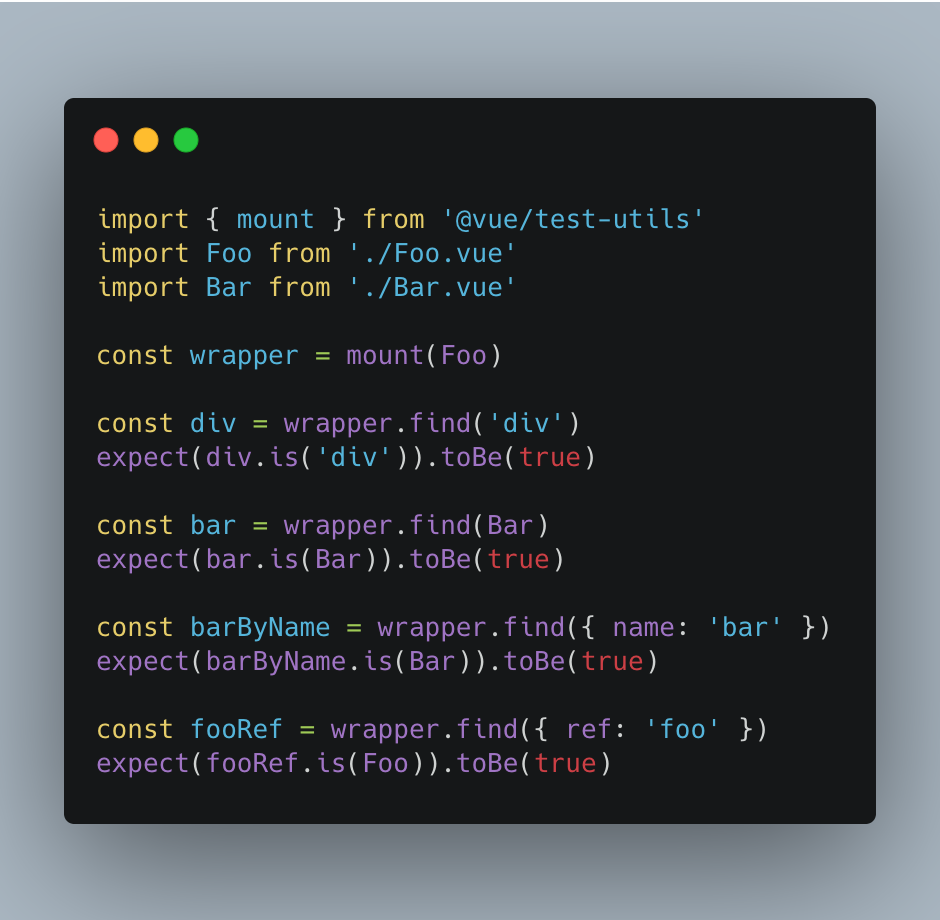 import { mount } from '@vue/test-utils'
import Foo from './Foo.vue'
import Bar from './Bar.vue'
const wrapper = mount(Foo)
const div = wrapper.find('div')
expect(div.is('div')).toBe(true)
const bar = wrapper.find(Bar)
expect(bar.is(Bar)).toBe(true)
const barByName = wrapper.find({ name: 'bar' })
expect(barByName.is(Bar)).toBe(true)
const fooRef = wrapper.find({ ref: 'foo' })
expect(fooRef.is(Foo)).toBe(true)